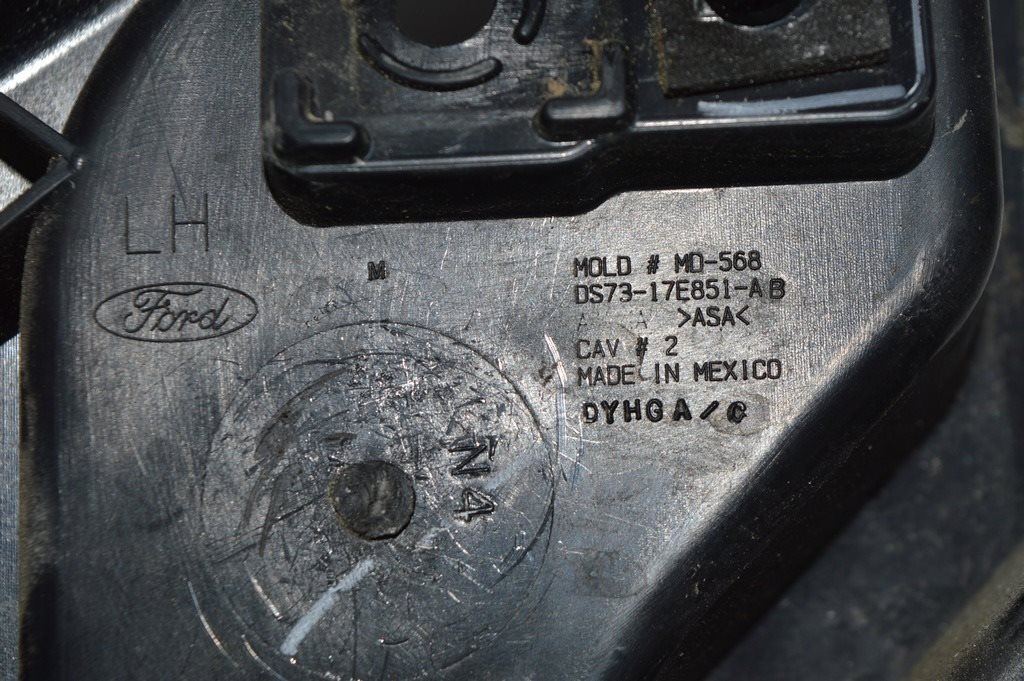 LH
M
Ford
MOLD # MD-568
DS73-17E851-AB
>ASA<
CAV # 2
MADE IN MEXICO
DYHGA/C
N4